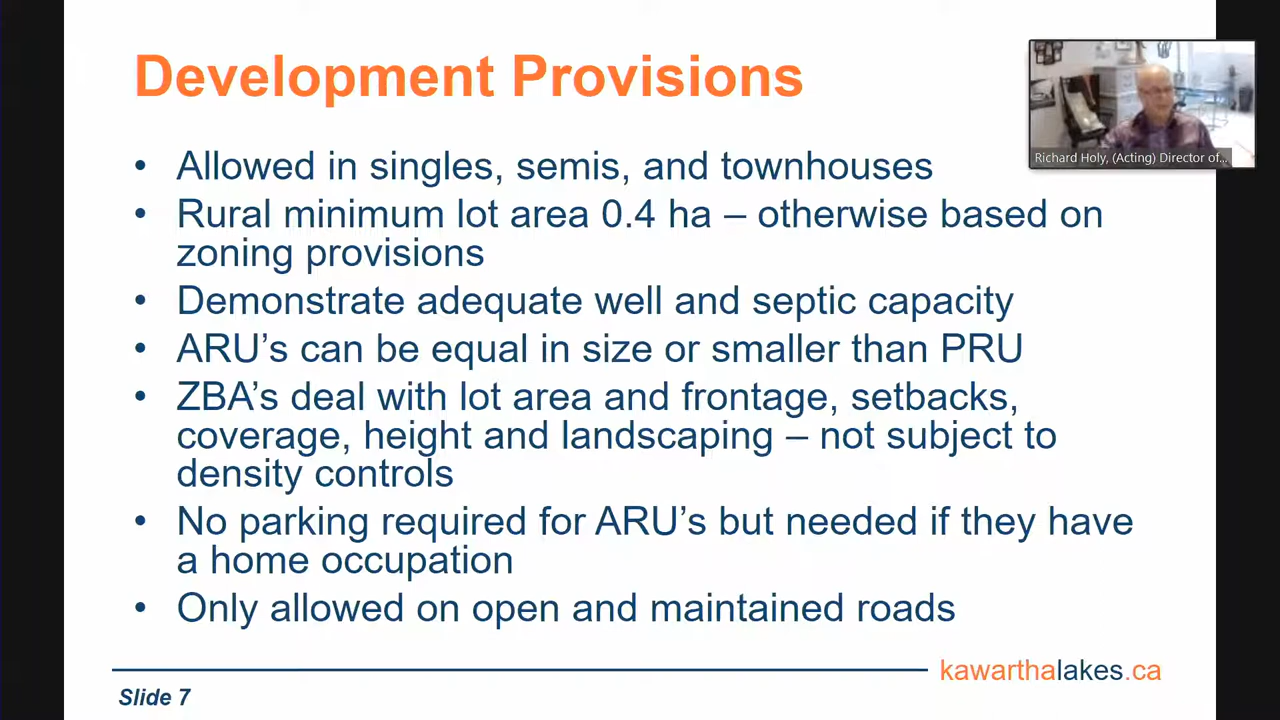 Development Provisions
Richard Holy, (Acting) Director of...
• Allowed in singles, semis, and townhouses
• Rural minimum lot area 0.4 ha – otherwise based on
zoning provisions
• Demonstrate adequate well and septic capacity
• ARU’s can be equal in size or smaller than PRU
• ZBA’s deal with lot area and frontage, setbacks,
coverage, height and landscaping – not subject to
density controls
• No parking required for ARU’s but needed if they have
a home occupation
• Only allowed on open and maintained roads
kawarthalakes.ca
Slide 7